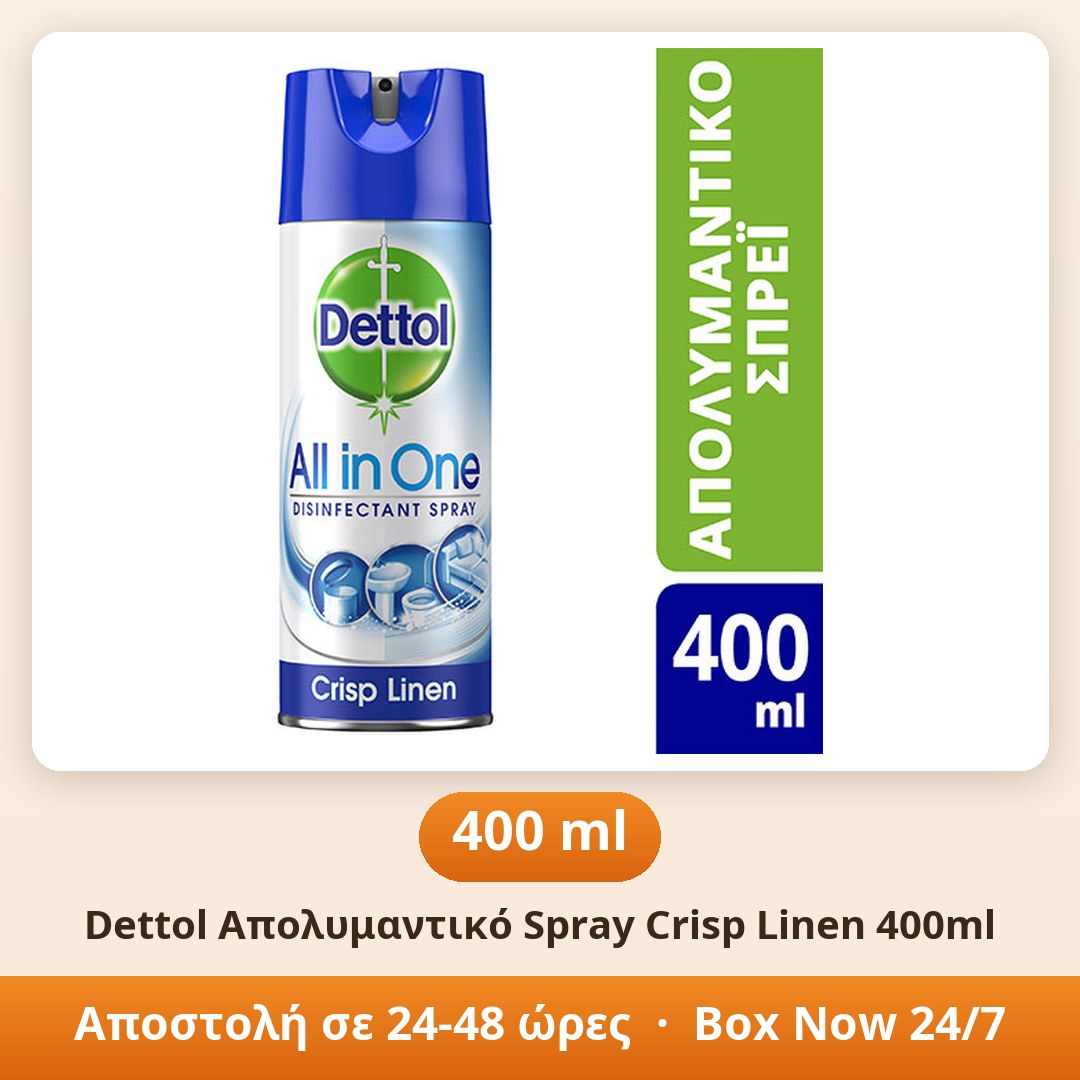 Dettol
All in One
DISINFECTANT SPRAY
Crisp Linen
ΑΠΟΛΥΜΑΝΤΙΚΟ
ΣΠΡΕΪ
400
ml
400 ml
Dettol Απολυμαντικό Spray Crisp Linen 400ml
Αποστολή σε 24-48 ώρες · Box Now 24/7